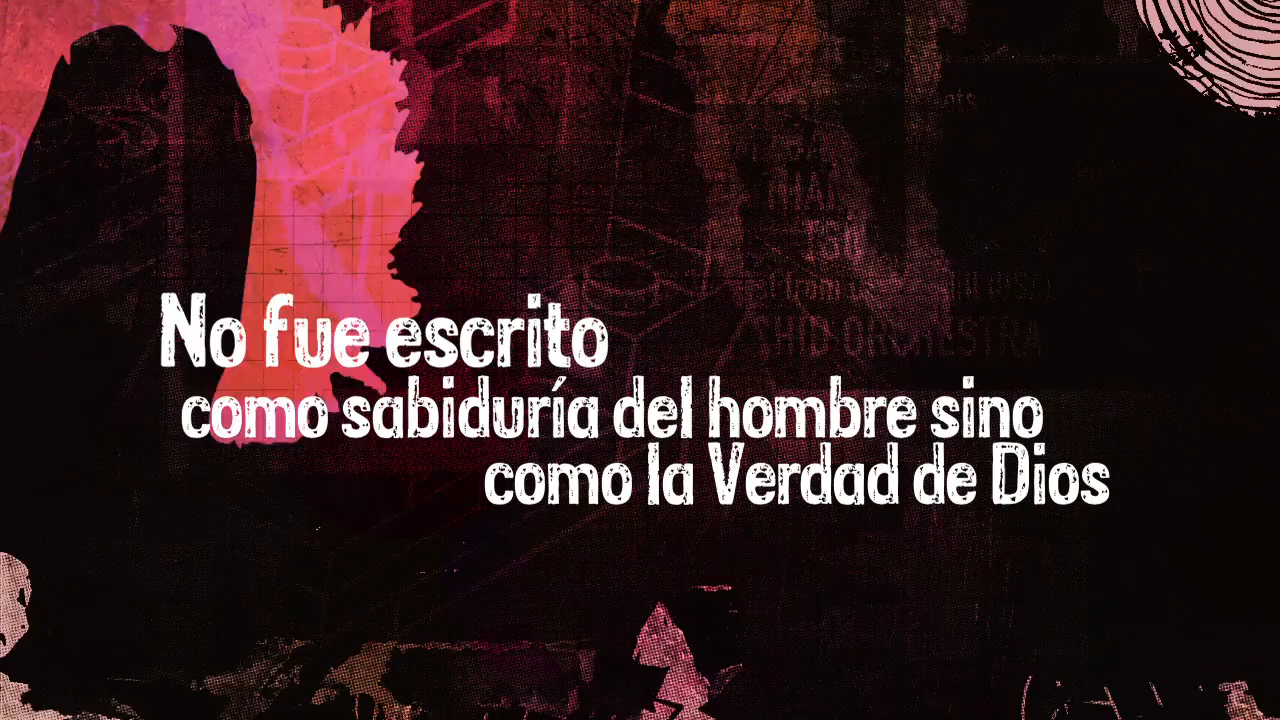 No fue escrito
como sabiduría del hombre sino
como la Verdad de Dios